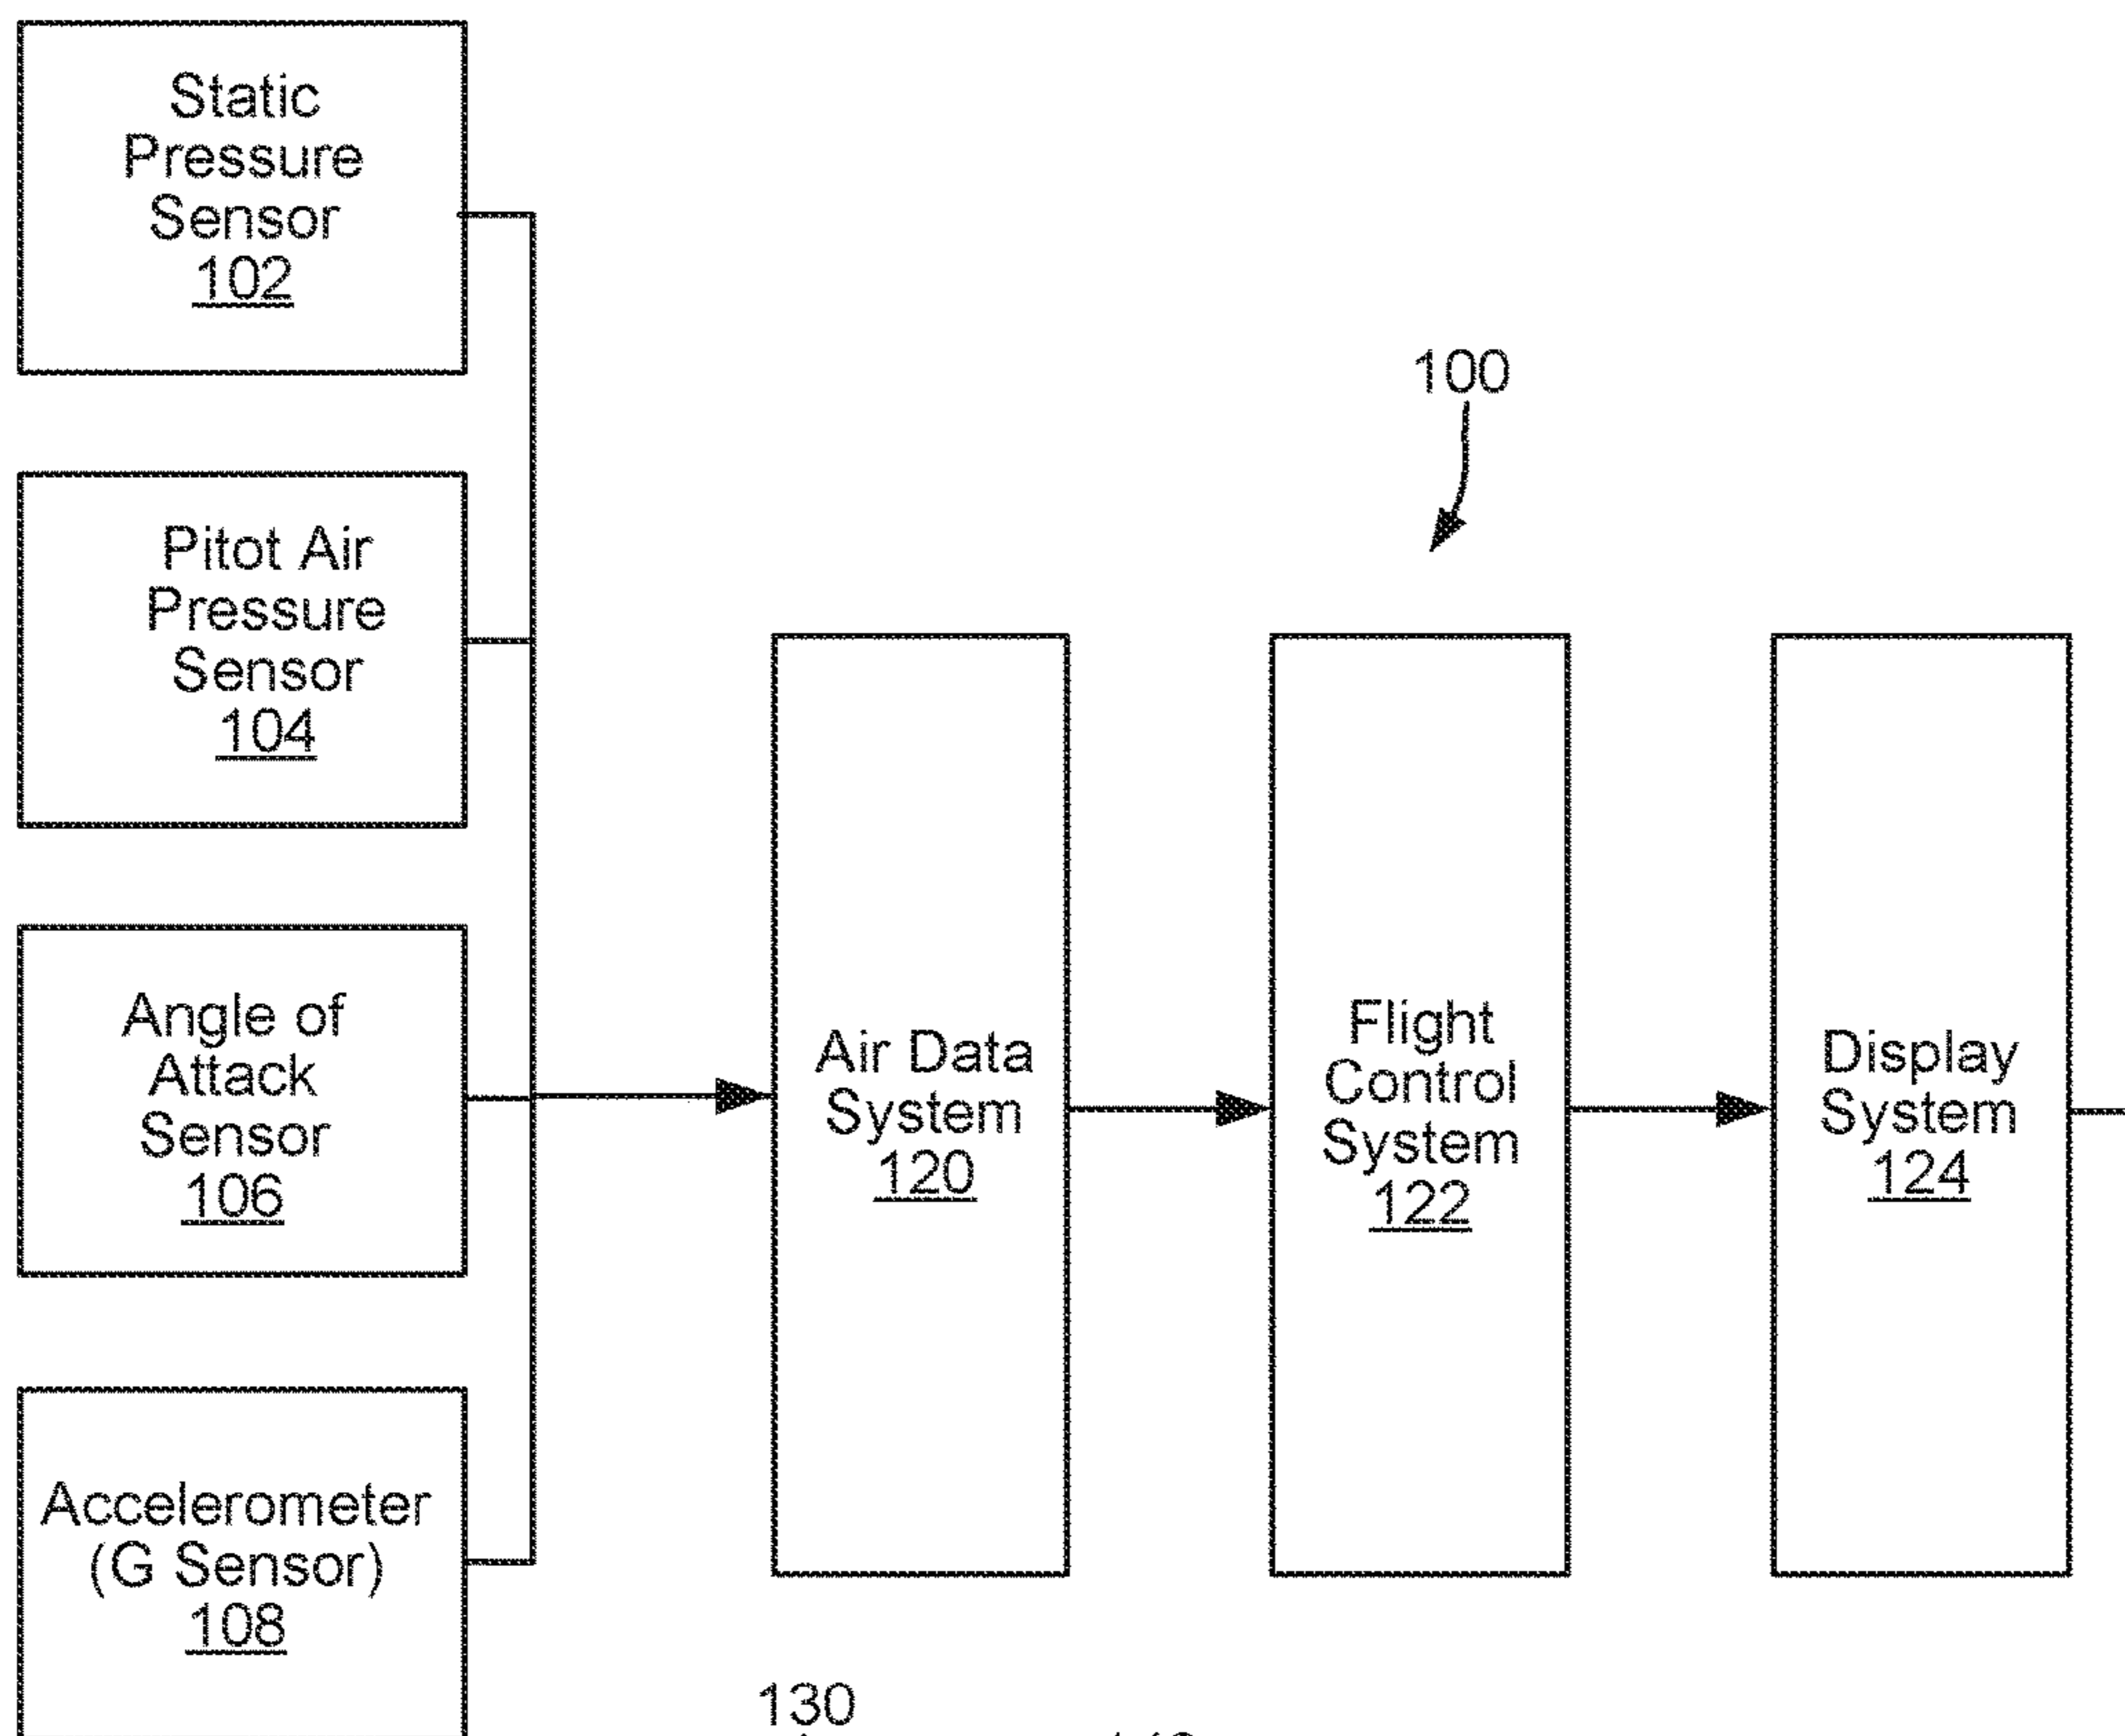 Static
Pressure
Sensor
102
100
Pitot Air
Pressure
Sensor
104
Angle of
Attack
Sensor
106
Air Data
System
120
Flight
Control
System
122
Display
System
124
Accelerometer
(G Sensor)
108
130